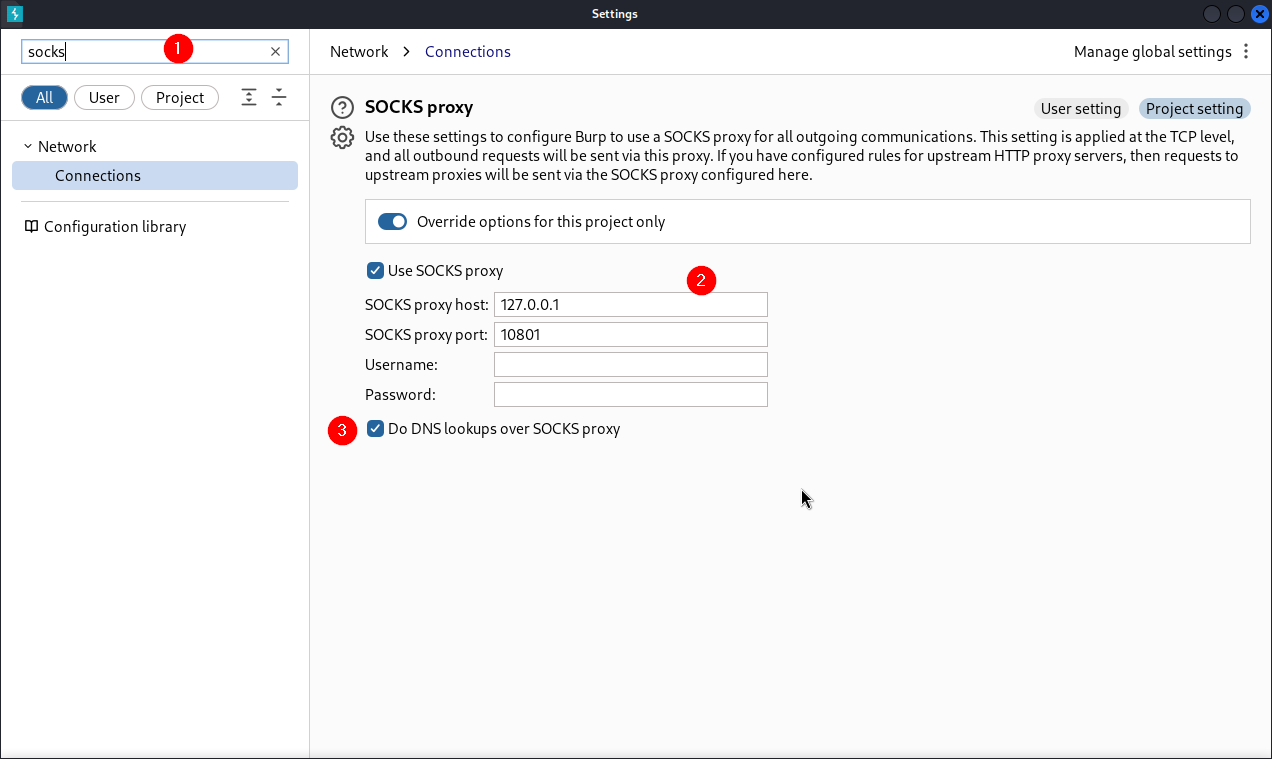 Settings
socks
1
All
User
Project
Network
Connections
Configuration library
Network > Connections
Manage global settings
SOCKS proxy
User setting
Project setting
Use these settings to configure Burp to use a SOCKS proxy for all outgoing communications. This setting is applied at the TCP level,
and all outbound requests will be sent via this proxy. If you have configured rules for upstream HTTP proxy servers, then requests to
upstream proxies will be sent via the SOCKS proxy configured here.
Override options for this project only
Use SOCKS proxy
2
SOCKS proxy host: 127.0.0.1
SOCKS proxy port: 10801
Username:
Password:
3
Do DNS lookups over SOCKS proxy